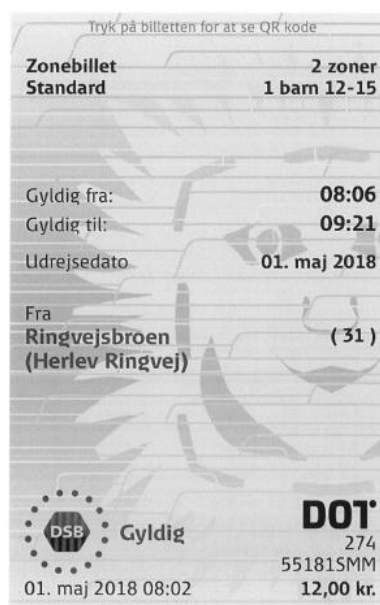 Tryk på billetten for at se QR kode
Zonebillet 2 zoner
Standard 1 barn 12-15
Gyldig fra: 08:06
Gyldig til: 09:21
Udrejsedato 01. maj 2018
Fra
Ringvejsbroen ( 31 )
(Herlev Ringvej)
DOT
DSB Gyldig
274
55181SMM
01. maj 2018 08:02 12,00 kr.